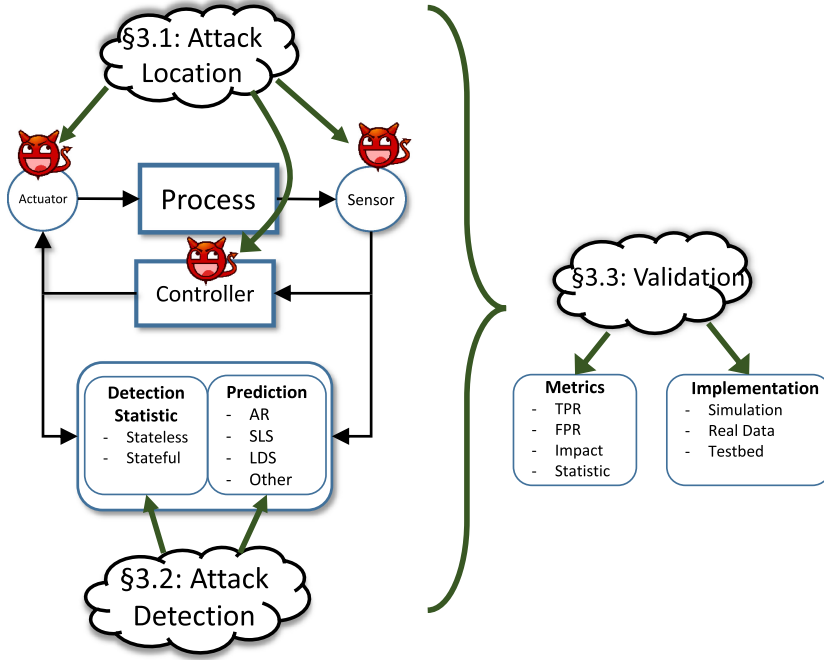 §3.1: Attack
Location
Actuator
Process
Sensor
Controller
Detection
Statistic
- Stateless
- Stateful
Prediction
- AR
- SLS
- LDS
- Other
§3.2: Attack
Detection
§3.3: Validation
Metrics
- TPR
- FPR
- Impact
- Statistic
Implementation
- Simulation
- Real Data
- Testbed